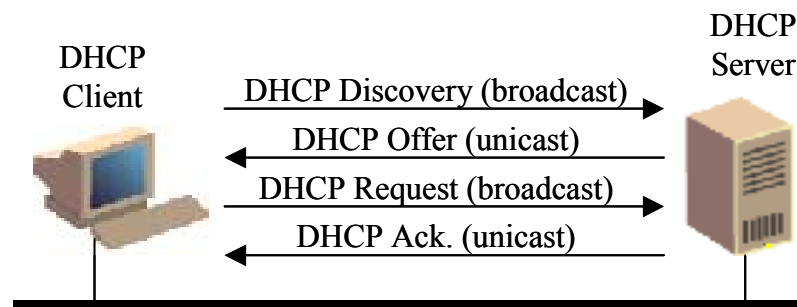 DHCP
Client
DHCP
Server
DHCP Discovery (broadcast)
DHCP Offer (unicast)
DHCP Request (broadcast)
DHCP Ack. (unicast)